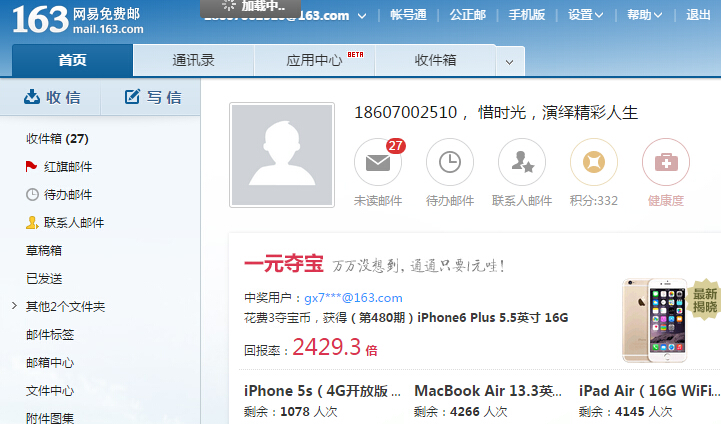 163 网易免费邮
mail.163.com
加载中..
@163.com
帐号通
公正邮
手机版
设置
帮助
退出
首页
通讯录
应用中心 BETA
收件箱
收 信
写 信
收件箱 (27)
红旗邮件
待办邮件
联系人邮件
草稿箱
已发送
其他2个文件夹
邮件标签
邮箱中心
文件中心
附件图集
18607002510， 惜时光，演绎精彩人生
27
未读邮件
待办邮件
联系人邮件
积分:332
健康度
一元夺宝 万万没想到, 通通只要1元哇!
中奖用户：gx7***@163.com
花费3夺宝币，获得（第480期）iPhone6 Plus 5.5英寸 16G
回报率：2429.3 倍
最新
揭晓
iPhone 5s（4G开放版 ...
剩余：1078 人次
MacBook Air 13.3英...
剩余：4266 人次
iPad Air（16G WiFi...
剩余：4145 人次